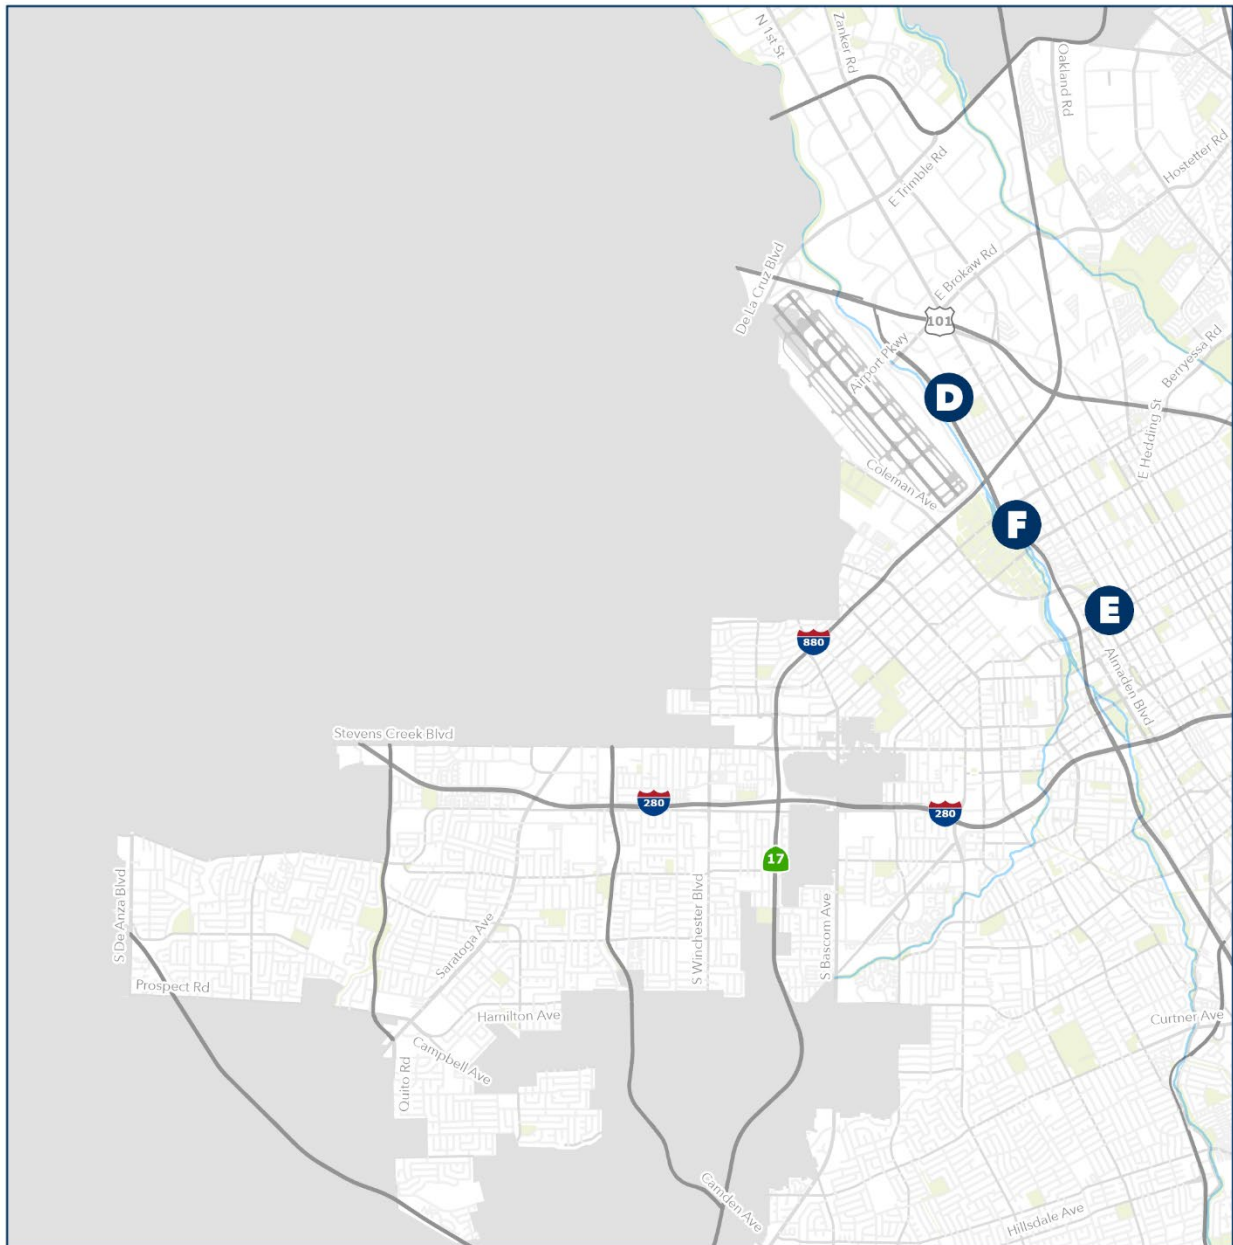 N 1st St
Zanker Rd
Oakland Rd
Hostetter Rd
E Trimble Rd
De La Cruz Blvd
E Brokaw Rd
101
Airport Pkwy
Berryessa Rd
D
E Hedding St
Coleman Ave
F
E
880
Almaden Blvd
Stevens Creek Blvd
280
280
17
S De Anza Blvd
Saratoga Ave
S Winchester Blvd
S Bascom Ave
Prospect Rd
Hamilton Ave
Curtner Ave
Campbell Ave
Quito Rd
Camden Ave
Hillsdale Ave